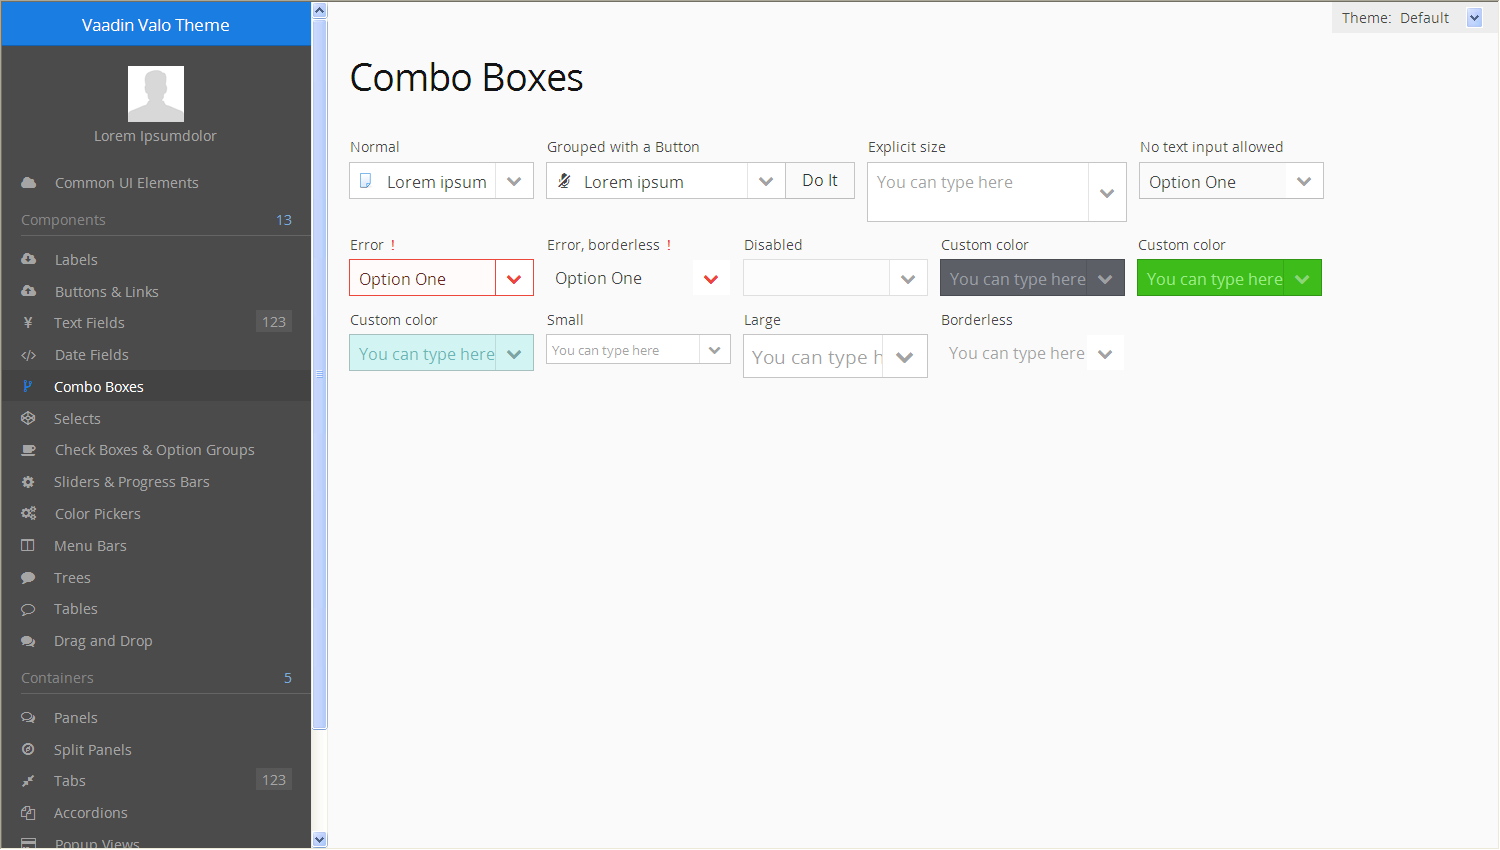 Vaadin Valo Theme
Lorem Ipsumdolor
Common UI Elements
Components 13
Labels
Buttons & Links
Text Fields 123
Date Fields
Combo Boxes
Selects
Check Boxes & Option Groups
Sliders & Progress Bars
Color Pickers
Menu Bars
Trees
Tables
Drag and Drop
Containers 5
Panels
Split Panels
Tabs 123
Accordions
Popup Views
Theme: Default
Combo Boxes
Normal Grouped with a Button Explicit size No text input allowed
Lorem ipsum Lorem ipsum Do It You can type here Option One
Error ! Error, borderless ! Disabled Custom color Custom color
Option One Option One You can type here You can type here
Custom color Small Large Borderless
You can type here You can type here You can type h You can type here